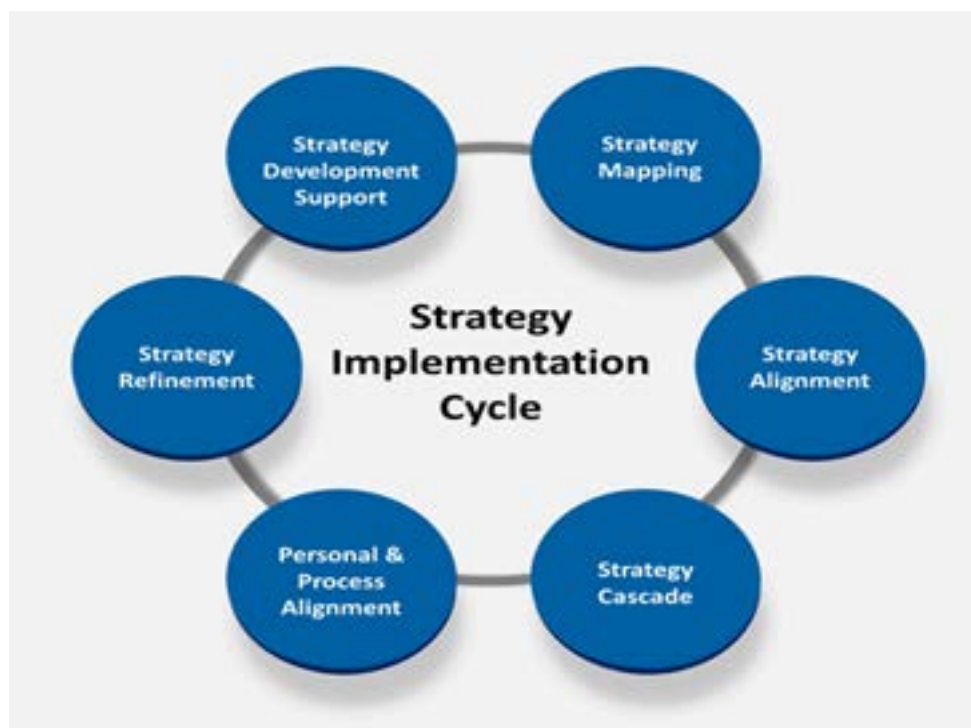 Strategy
Development
Support
Strategy
Mapping
Strategy
Alignment
Strategy
Cascade
Personal &
Process
Alignment
Strategy
Refinement
Strategy
Implementation
Cycle